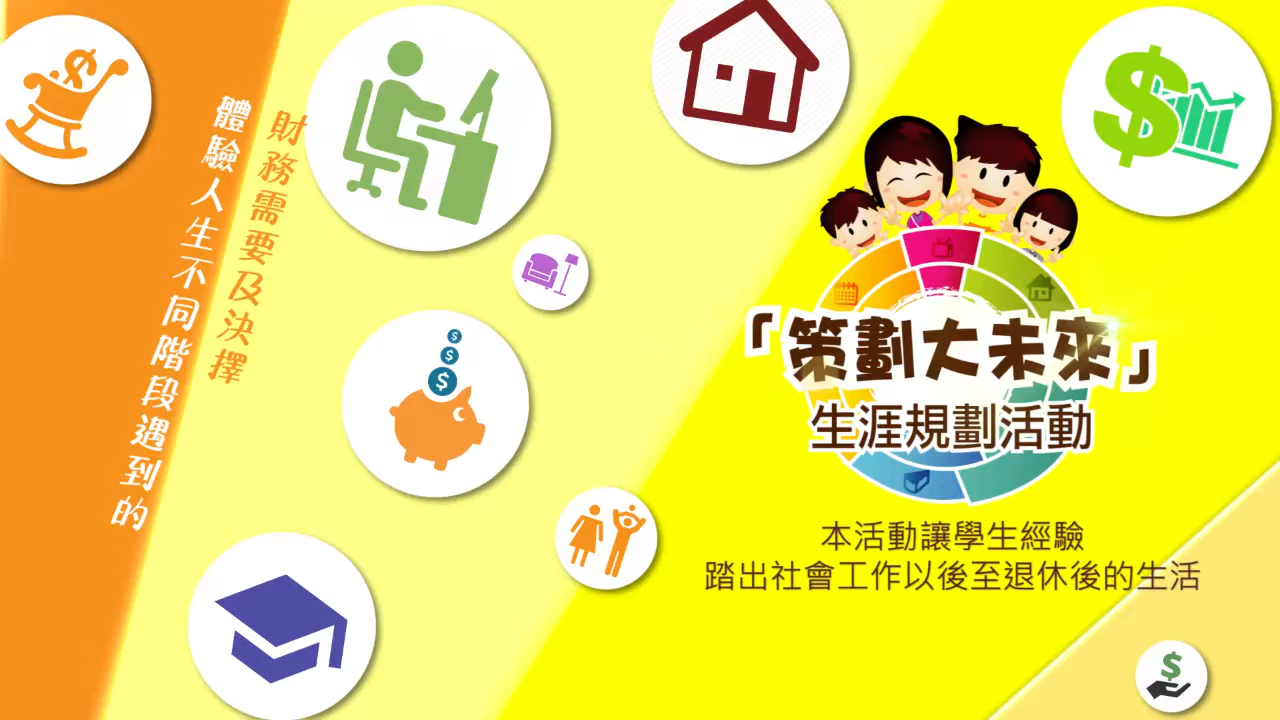 體驗人生不同階段遇到的
財務需要及決擇
「策劃大未來」
生涯規劃活動
本活動讓學生經驗
踏出社會工作以後至退休後的生活